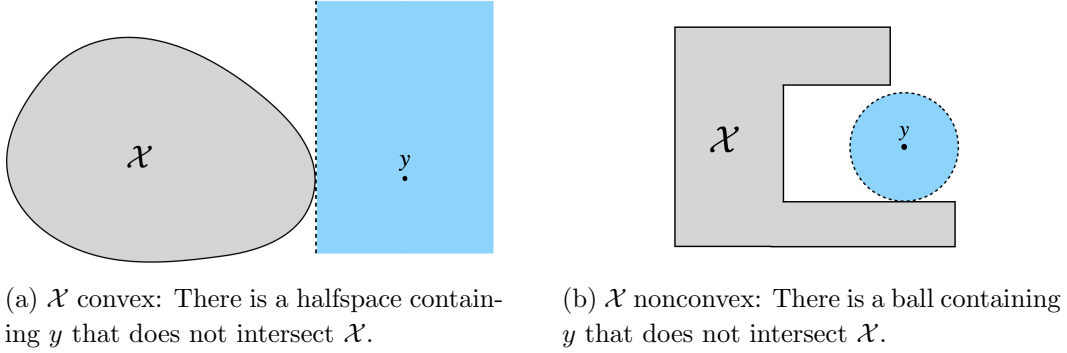 𝒳
y
𝒳
y
(a) 𝒳 convex: There is a halfspace contain-
ing y that does not intersect 𝒳.
(b) 𝒳 nonconvex: There is a ball containing
y that does not intersect 𝒳.